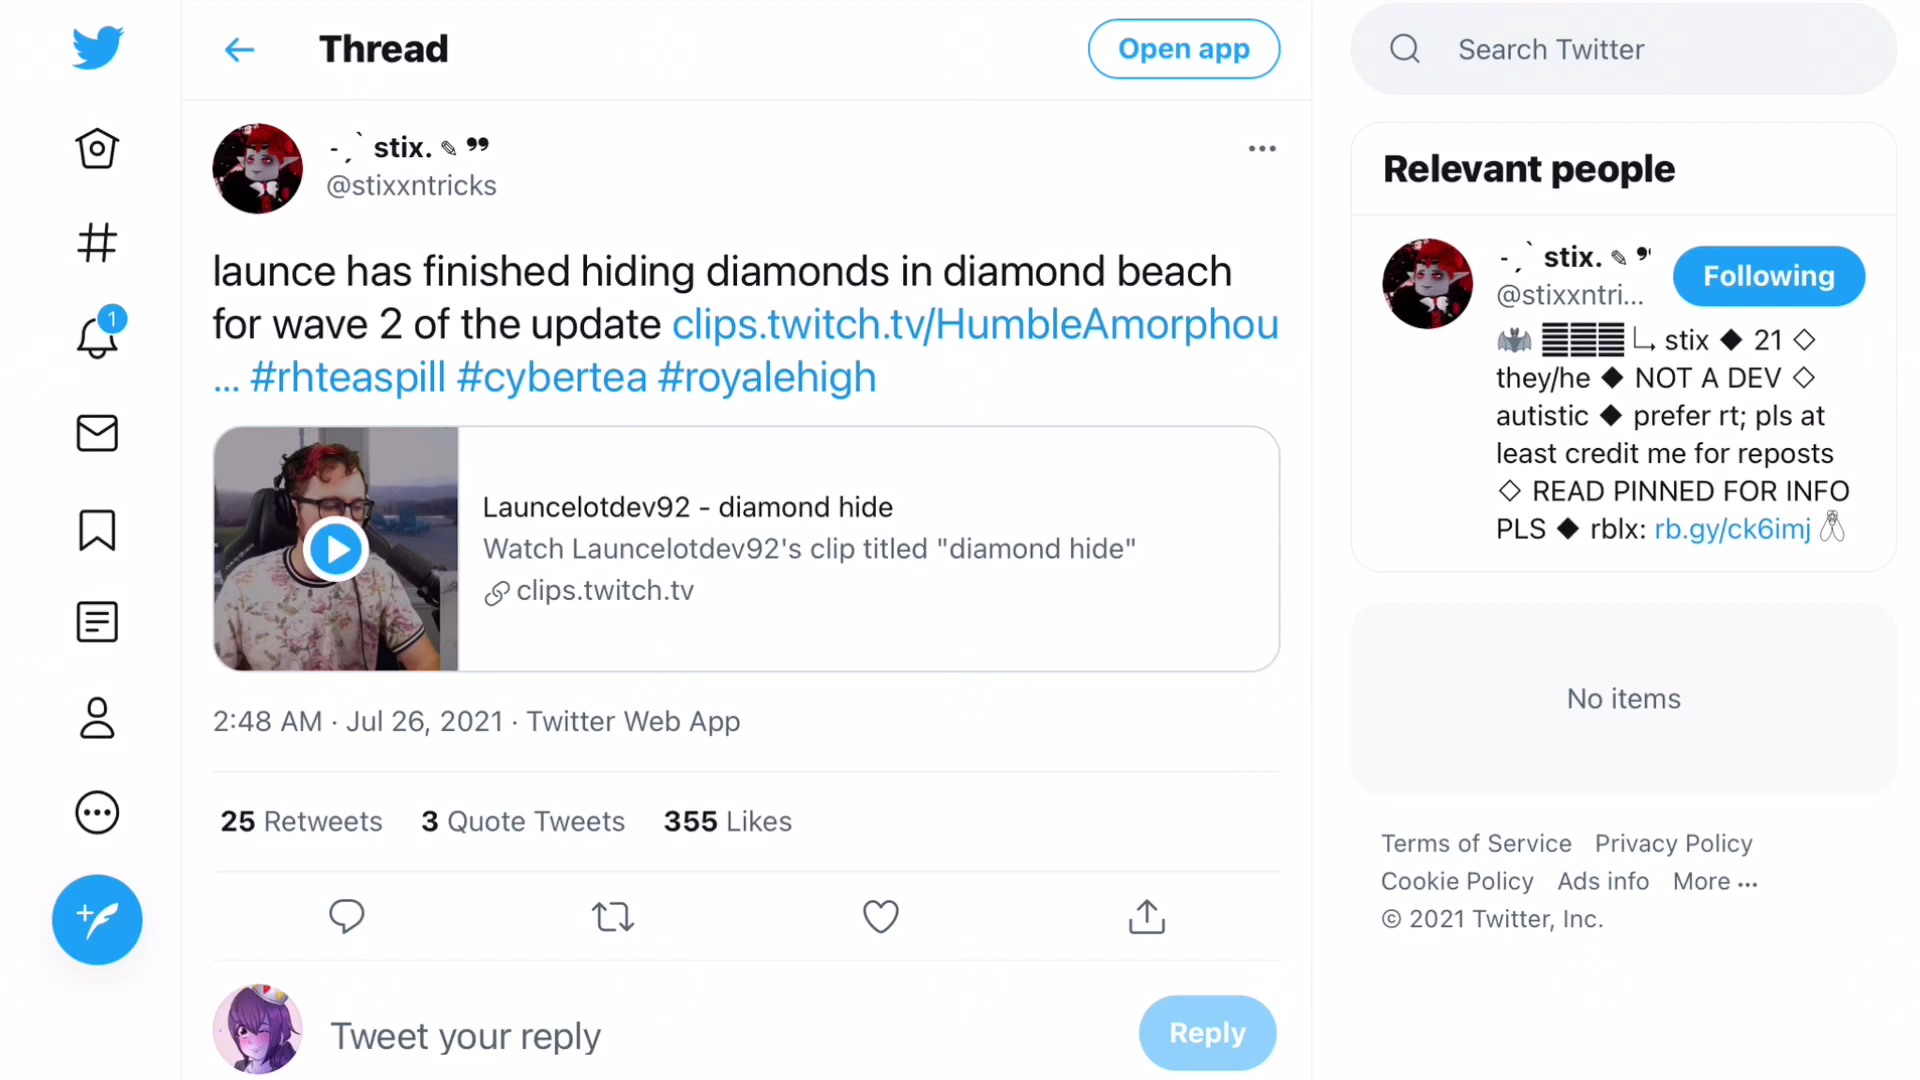 Thread
Open app
Search Twitter
1
- ˏˋ stix. ✎ ❞
@stixxntricks
launce has finished hiding diamonds in diamond beach
for wave 2 of the update clips.twitch.tv/HumbleAmorphou
... #rhteaspill #cybertea #royalehigh
Launcelotdev92 - diamond hide
Watch Launcelotdev92's clip titled "diamond hide"
clips.twitch.tv
2:48 AM · Jul 26, 2021 · Twitter Web App
25 Retweets 3 Quote Tweets 355 Likes
Tweet your reply
Reply
Relevant people
- ˏˋ stix. ✎ ❞
Following
@stixxntri...
🦇 𝄃𝄃𝄃 ╰ stix ◆ 21 ◇
they/he ◆ NOT A DEV ◇
autistic ◆ prefer rt; pls at
least credit me for reposts
◇ READ PINNED FOR INFO
PLS ◆ rblx: rb.gy/ck6imj
No items
Terms of Service Privacy Policy
Cookie Policy Ads info More ...
© 2021 Twitter, Inc.